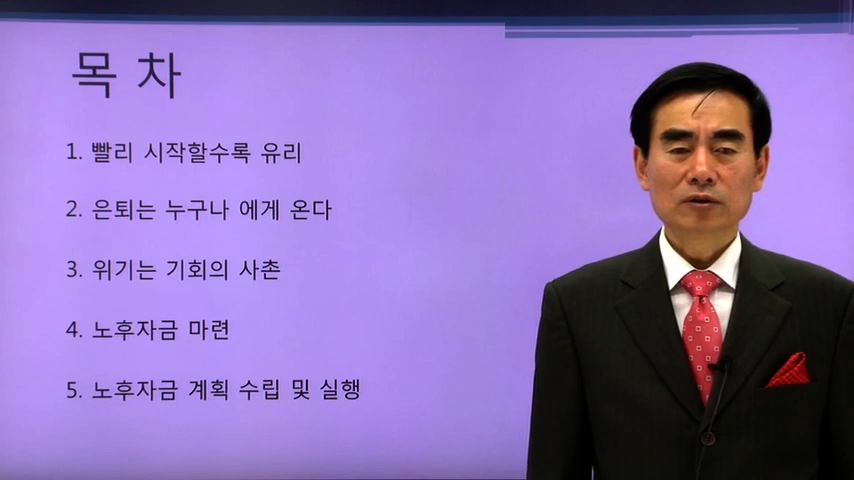 목 차
1. 빨리 시작할수록 유리
2. 은퇴는 누구나 에게 온다
3. 위기는 기회의 사촌
4. 노후자금 마련
5. 노후자금 계획 수립 및 실행